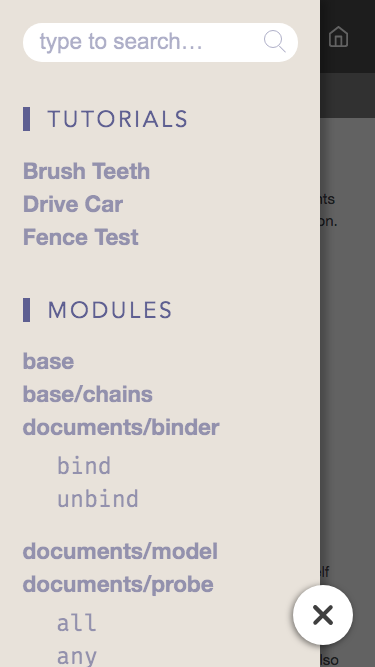 type to search…
TUTORIALS
Brush Teeth
Drive Car
Fence Test
MODULES
base
base/chains
documents/binder
bind
unbind
documents/model
documents/probe
all
any